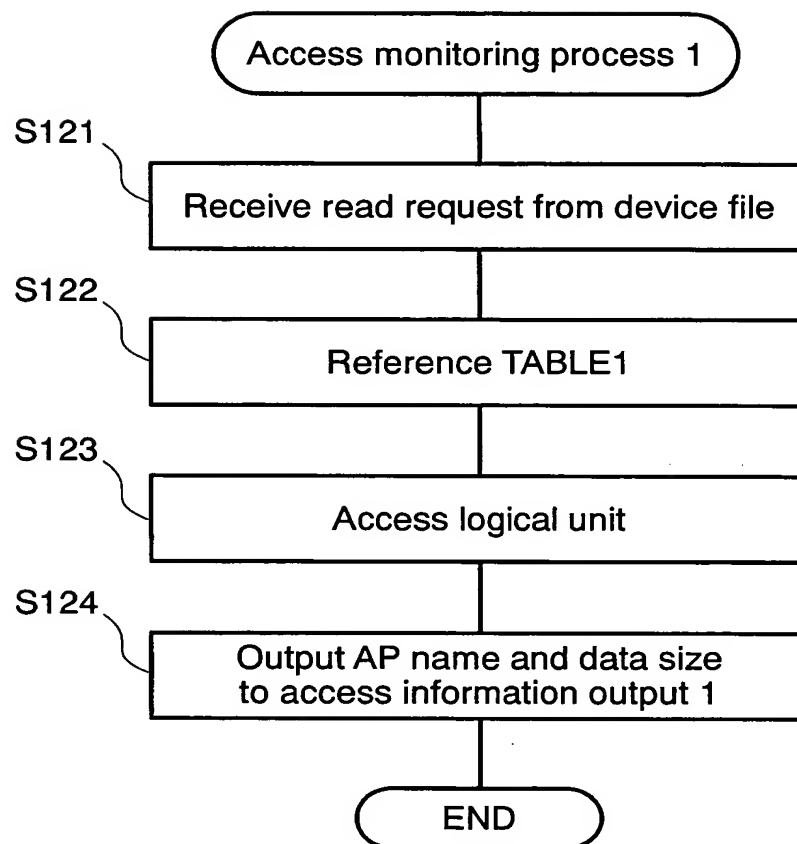 Access monitoring process 1
S121
Receive read request from device file
S122
Reference TABLE1
S123
Access logical unit
S124
Output AP name and data size
to access information output 1
END